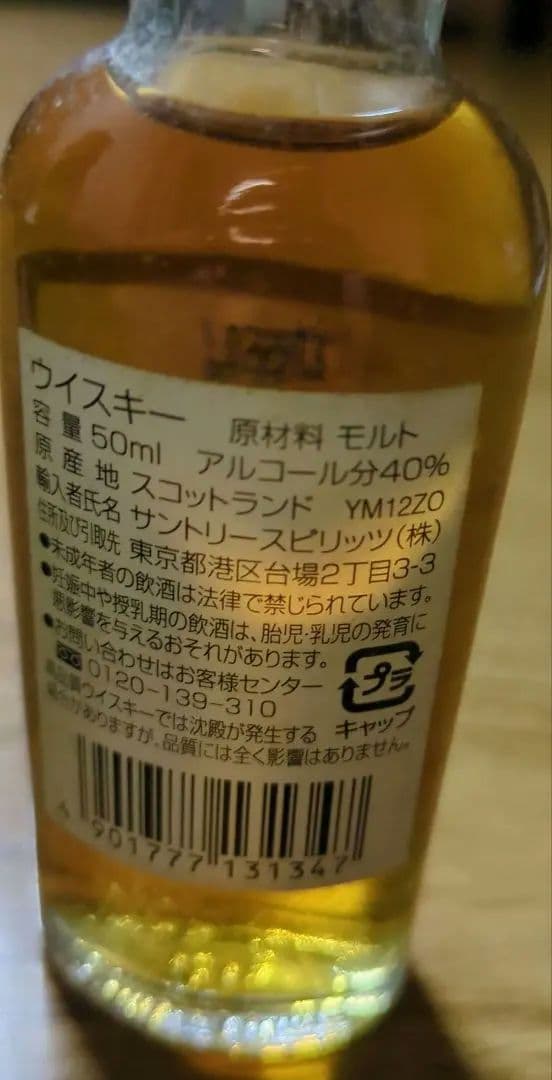 ウイスキー 原材料 モルト
容量 50ml アルコール分40%
原産地 スコットランド YM12ZO
輸入者氏名 サントリースピリッツ(株)
住所及び引取先 東京都港区台場2丁目3-3
●未成年者の飲酒は法律で禁じられています。
●妊娠中や授乳期の飲酒は、胎児・乳児の発育に
悪影響を与えるおそれがあります。
●お問い合わせはお客様センター
0120-139-310
高品質ウイスキーでは沈殿が発生する
場合がありますが、品質には全く影響はありません。
プラ
キャップ
4 901777 131347